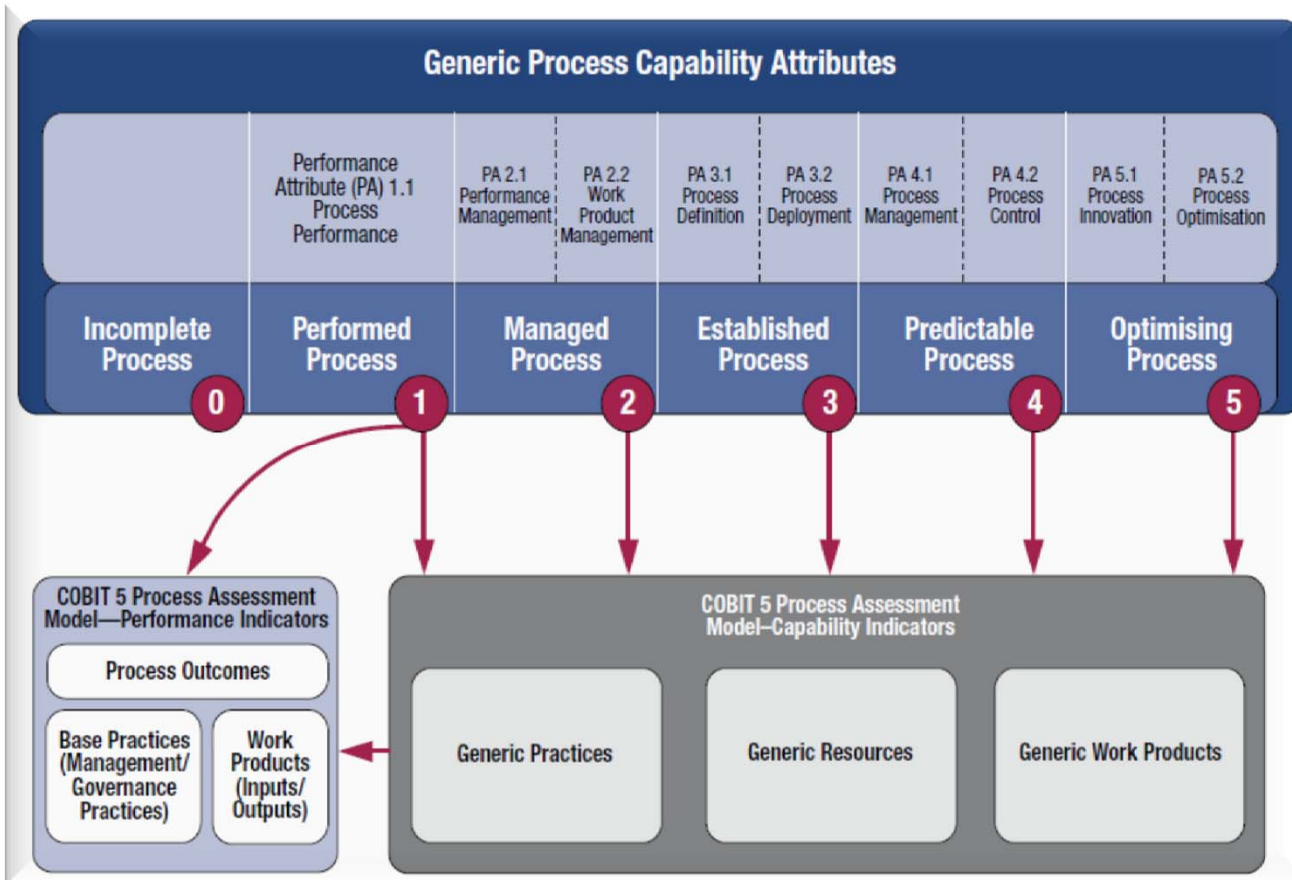 Generic Process Capability Attributes
Performance
Attribute (PA) 1.1
Process
Performance
PA 2.1
Performance
Management
PA 2.2
Work
Product
Management
PA 3.1
Process
Definition
PA 3.2
Process
Deployment
PA 4.1
Process
Management
PA 4.2
Process
Control
PA 5.1
Process
Innovation
PA 5.2
Process
Optimisation
Incomplete
Process
0
Performed
Process
1
Managed
Process
2
Established
Process
3
Predictable
Process
4
Optimising
Process
5
COBIT 5 Process Assessment
Model—Performance Indicators
Process Outcomes
Base Practices
(Management/
Governance
Practices)
Work
Products
(Inputs/
Outputs)
COBIT 5 Process Assessment
Model–Capability Indicators
Generic Practices
Generic Resources
Generic Work Products